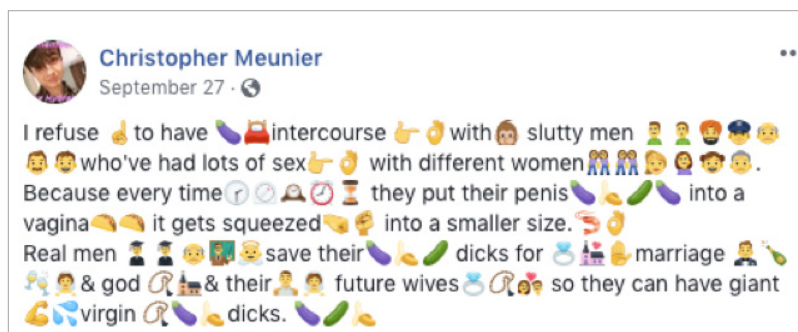 Christopher Meunier
September 27 ·
I refuse ☝️to have 🍆🛏️intercourse 👉👌with🐵 slutty men
who've had lots of sex👉👌 with different women👯👯.
Because every time🕝⏱️🕰️⏰⌛ they put their penis🍆🍌🥒🍆 into a
vagina🌮🌮 it gets squeezed🤜✊ into a smaller size.🍤👌
Real men 👨‍🎓👨‍🎓👴👨‍🏫👼save their🍆🍌🥒 dicks for 💍💒✋marriage 🤵🍾
🥂👰& god 📿⛪& their🤵👰 future wives💍📿💑 so they can have giant
💪💦virgin 📿🍆🍌dicks. 🍆🥒🍌